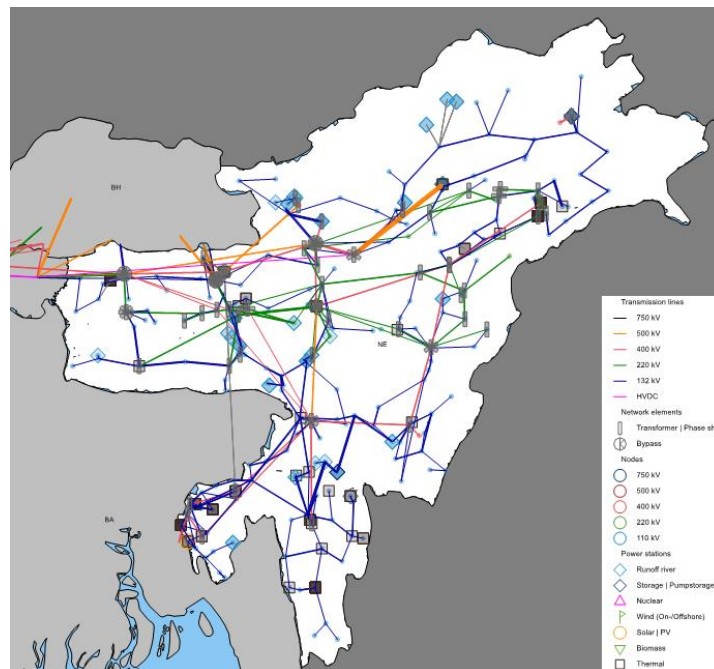 BH
NE
BA
Transmission lines
750 kV
500 kV
400 kV
220 kV
132 kV
HVDC
Network elements
Transformer | Phase sh
Bypass
Nodes
750 kV
500 kV
400 kV
220 kV
110 kV
Power stations
Runoff river
Storage | Pumpstorage
Nuclear
Wind (On-/Offshore)
Solar | PV
Biomass
Thermal